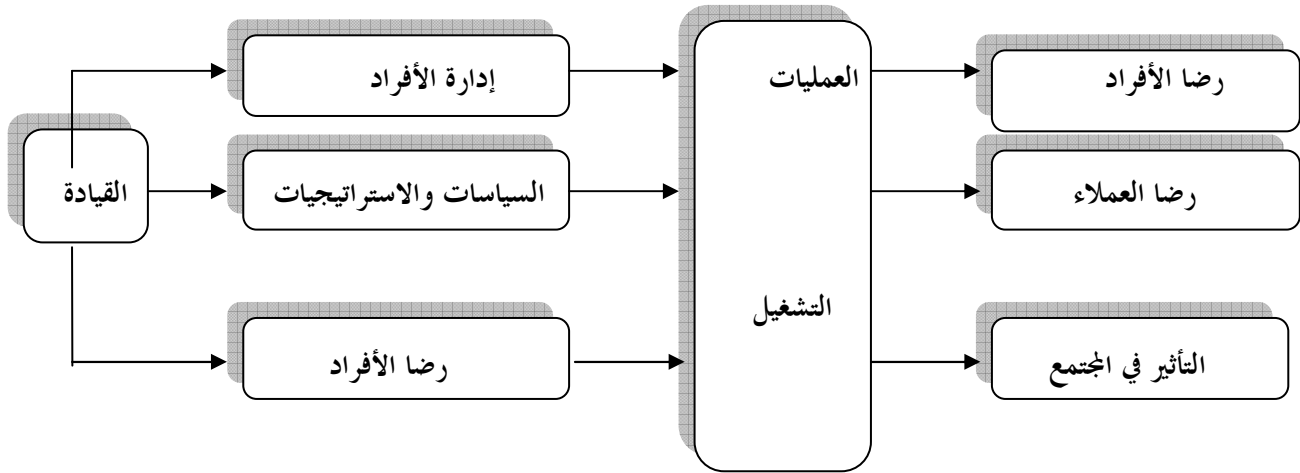 إدارة الأفراد
العمليات
رضا الأفراد
القيادة
السياسات والاستراتيجيات
رضا العملاء
التشغيل
رضا الأفراد
التأثير في المجتمع